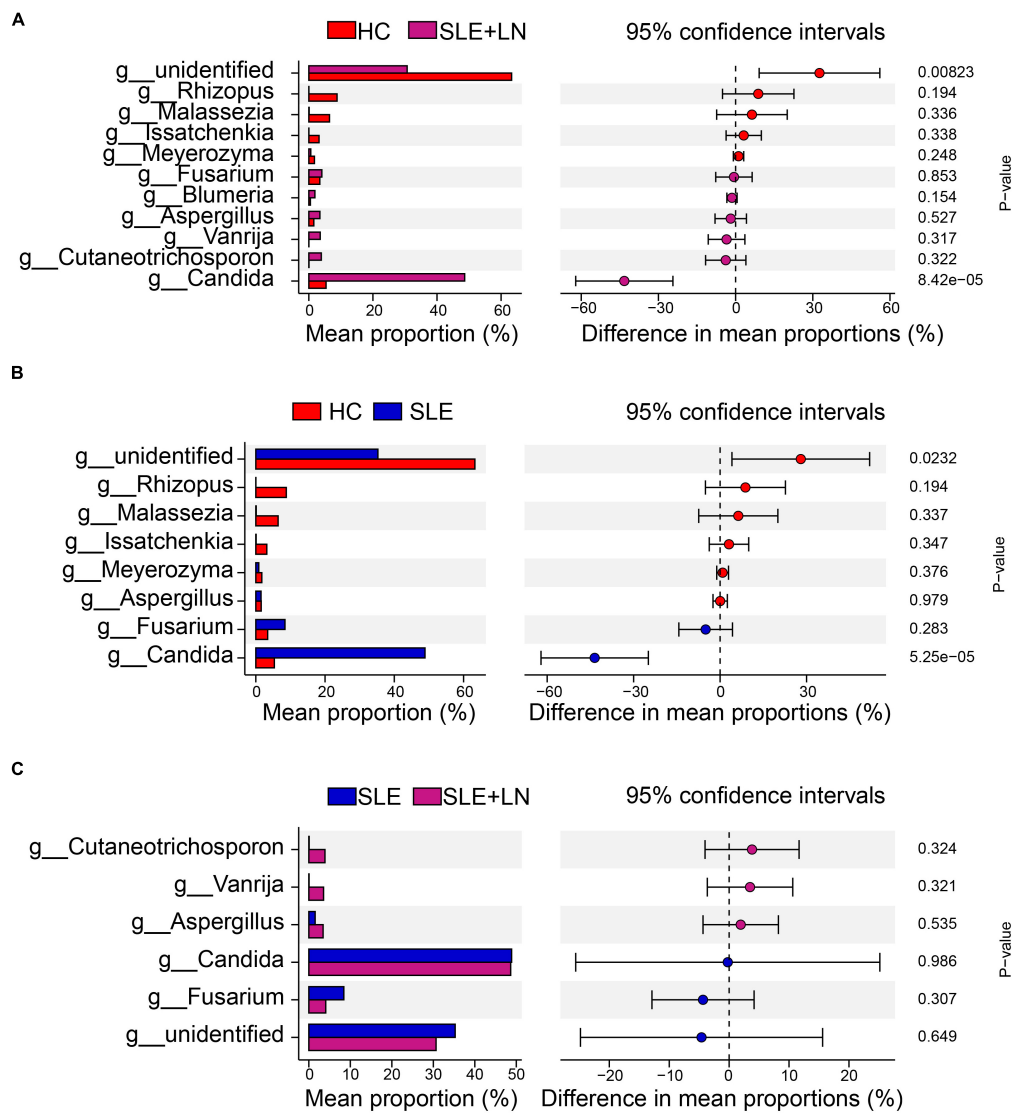 A
HC SLE+LN 95% confidence intervals
g__unidentified 0.00823
g__Rhizopus 0.194
g__Malassezia 0.336
g__Issatchenkia 0.338
g__Meyerozyma 0.248
g__Fusarium 0.853
g__Blumeria 0.154
g__Aspergillus 0.527
g__Vanrija 0.317
g__Cutaneotrichosporon 0.322
g__Candida 8.42e−05
P−value
0 20 40 60 −60 −30 0 30 60
Mean proportion (%) Difference in mean proportions (%)
B
HC SLE 95% confidence intervals
g__unidentified 0.0232
g__Rhizopus 0.194
g__Malassezia 0.337
g__Issatchenkia 0.347
g__Meyerozyma 0.376
g__Aspergillus 0.979
g__Fusarium 0.283
g__Candida 5.25e−05
P−value
0 20 40 60 −60 −30 0 30
Mean proportion (%) Difference in mean proportions (%)
C
SLE SLE+LN 95% confidence intervals
g__Cutaneotrichosporon 0.324
g__Vanrija 0.321
g__Aspergillus 0.535
g__Candida 0.986
g__Fusarium 0.307
g__unidentified 0.649
P−value
0 10 20 30 40 50 −20 −10 0 10 20
Mean proportion (%) Difference in mean proportions (%)